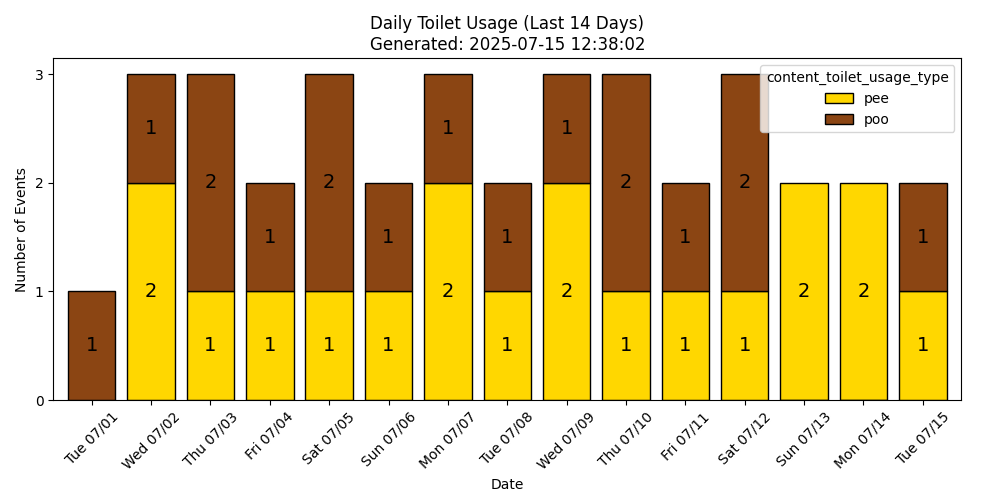 Daily Toilet Usage (Last 14 Days)
Generated: 2025-07-15 12:38:02
content_toilet_usage_type
pee
poo
Number of Events
3
2
1
0
1
2 1
1 2
1 1
1 2
1 1
2 1
1 1
2 1
1 2
1 1
1 2
2
2
1 1
Tue 07/01
Wed 07/02
Thu 07/03
Fri 07/04
Sat 07/05
Sun 07/06
Mon 07/07
Tue 07/08
Wed 07/09
Thu 07/10
Fri 07/11
Sat 07/12
Sun 07/13
Mon 07/14
Tue 07/15
Date